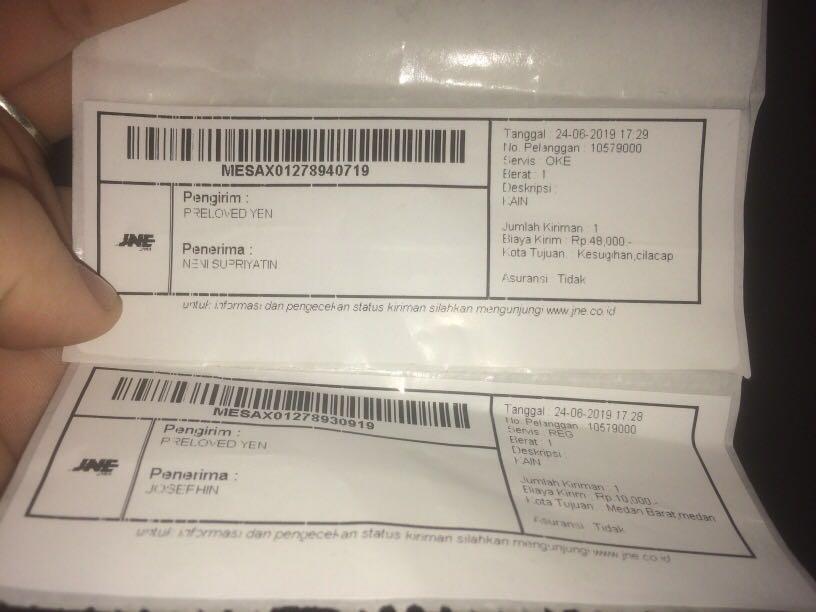 MESAX01278940719
Pengirim :
PRELOVED YEN
Penerima :
NENI SUPRIYATIN
JNE
Tanggal : 24-06-2019 17:29
No. Pelanggan : 10579000
Servis : OKE
Berat : 1
Deskripsi :
KAIN
Jumlah Kiriman : 1
Biaya Kirim : Rp.48,000.-
Kota Tujuan : Kesugihan,cilacap
Asuransi : Tidak
untuk informasi dan pengecekan status kiriman silahkan mengunjungi www.jne.co.id
MESAX01278930919
Pengirim :
PRELOVED YEN
Penerima :
JOSEPHIN
JNE
Tanggal : 24-06-2019 17:28
No. Pelanggan : 10579000
Servis : REG
Berat : 1
Deskripsi :
KAIN
Jumlah Kiriman : 1
Biaya Kirim : Rp.10,000.-
Kota Tujuan : Medan Barat,medan
Asuransi : Tidak
untuk informasi dan pengecekan status kiriman silahkan mengunjungi www.jne.co.id